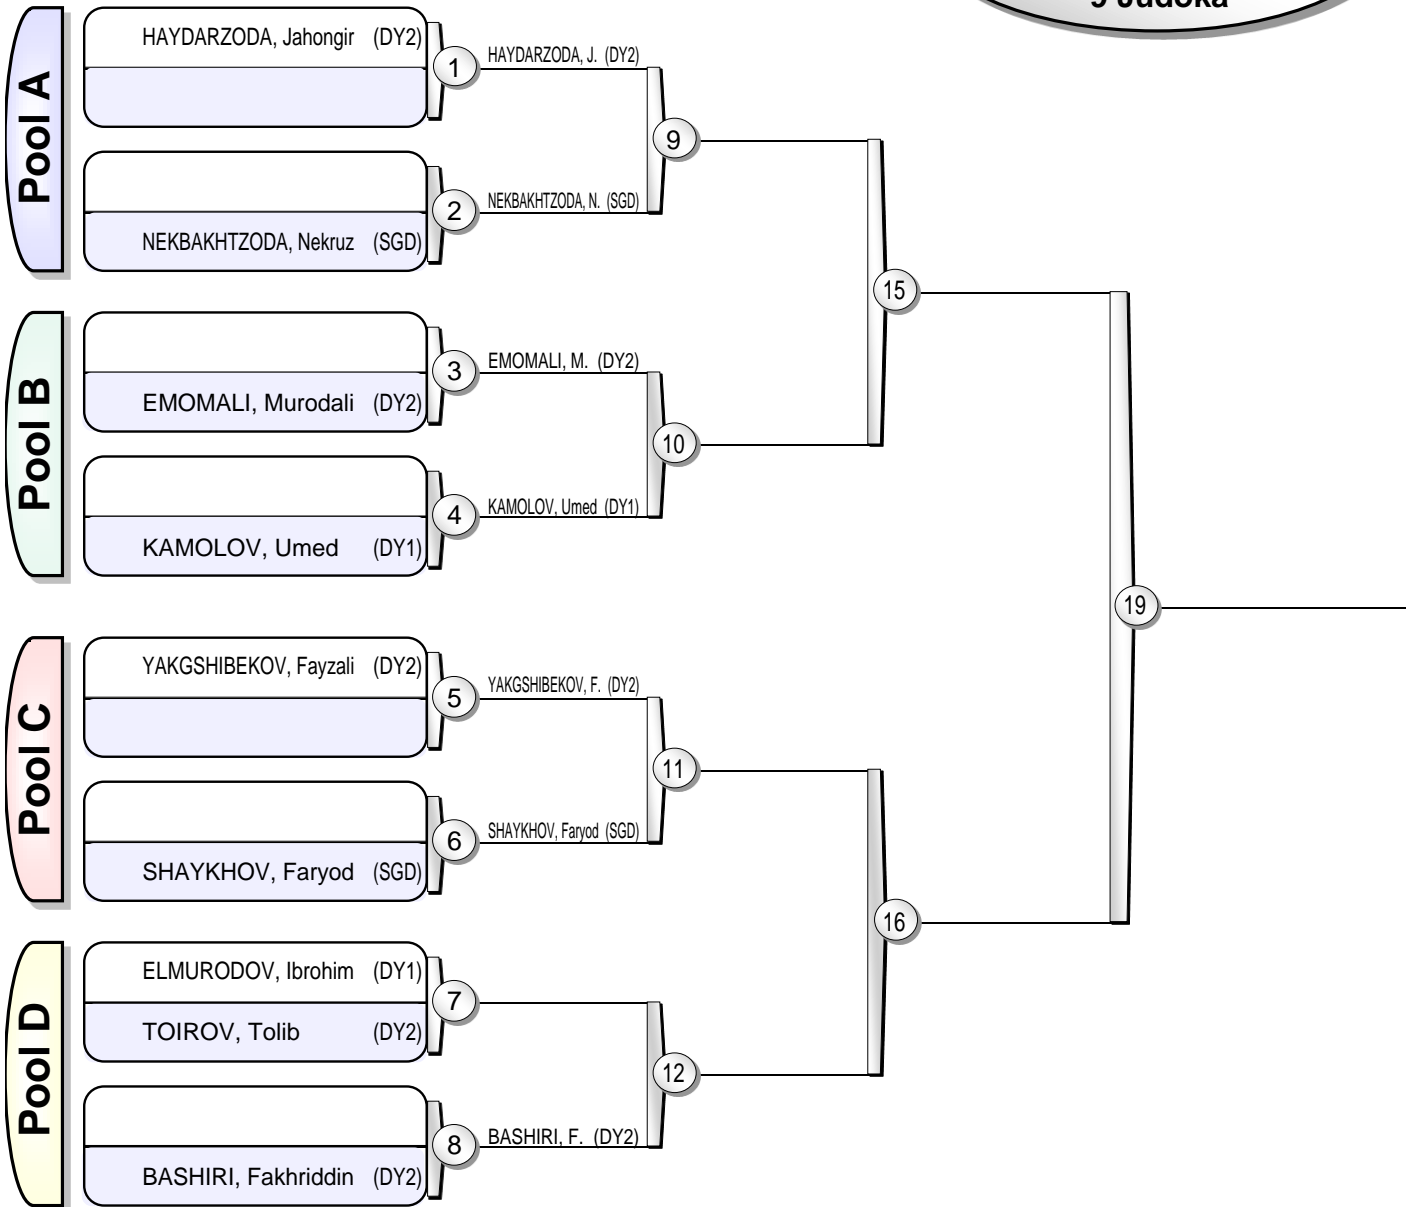 9 Judoka
Pool A
HAYDARZODA, Jahongir (DY2)
1
HAYDARZODA, J. (DY2)
9
2
NEKBAKHTZODA, N. (SGD)
NEKBAKHTZODA, Nekruz (SGD)
15
Pool B
3
EMOMALI, M. (DY2)
EMOMALI, Murodali (DY2)
10
4
KAMOLOV, Umed (DY1)
KAMOLOV, Umed (DY1)
19
Pool C
YAKGSHIBEKOV, Fayzali (DY2)
5
YAKGSHIBEKOV, F. (DY2)
11
6
SHAYKHOV, Faryod (SGD)
SHAYKHOV, Faryod (SGD)
16
Pool D
ELMURODOV, Ibrohim (DY1)
7
TOIROV, Tolib (DY2)
12
8
BASHIRI, F. (DY2)
BASHIRI, Fakhriddin (DY2)